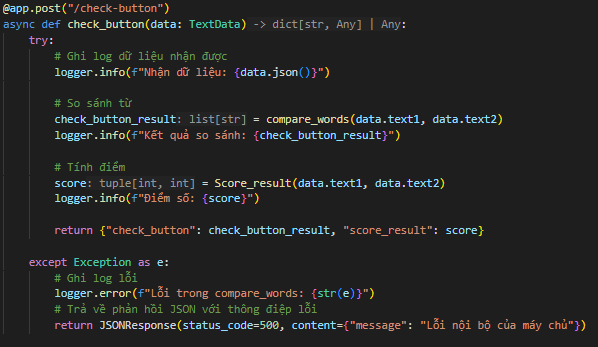 @app.post("/check-button")
async def check_button(data: TextData) -> dict[str, Any] | Any:
    try:
        # Ghi log dữ liệu nhận được
        logger.info(f"Nhận dữ liệu: {data.json()}")
        # So sánh từ
        check_button_result: list[str] = compare_words(data.text1, data.text2)
        logger.info(f"Kết quả so sánh: {check_button_result}")
        # Tính điểm
        score: tuple[int, int] = Score_result(data.text1, data.text2)
        logger.info(f"Điểm số: {score}")
        return {"check_button": check_button_result, "score_result": score}
    except Exception as e:
        # Ghi log lỗi
        logger.error(f"Lỗi trong compare_words: {str(e)}")
        # Trả về phản hồi JSON với thông điệp lỗi
        return JSONResponse(status_code=500, content={"message": "Lỗi nội bộ của máy chủ"})